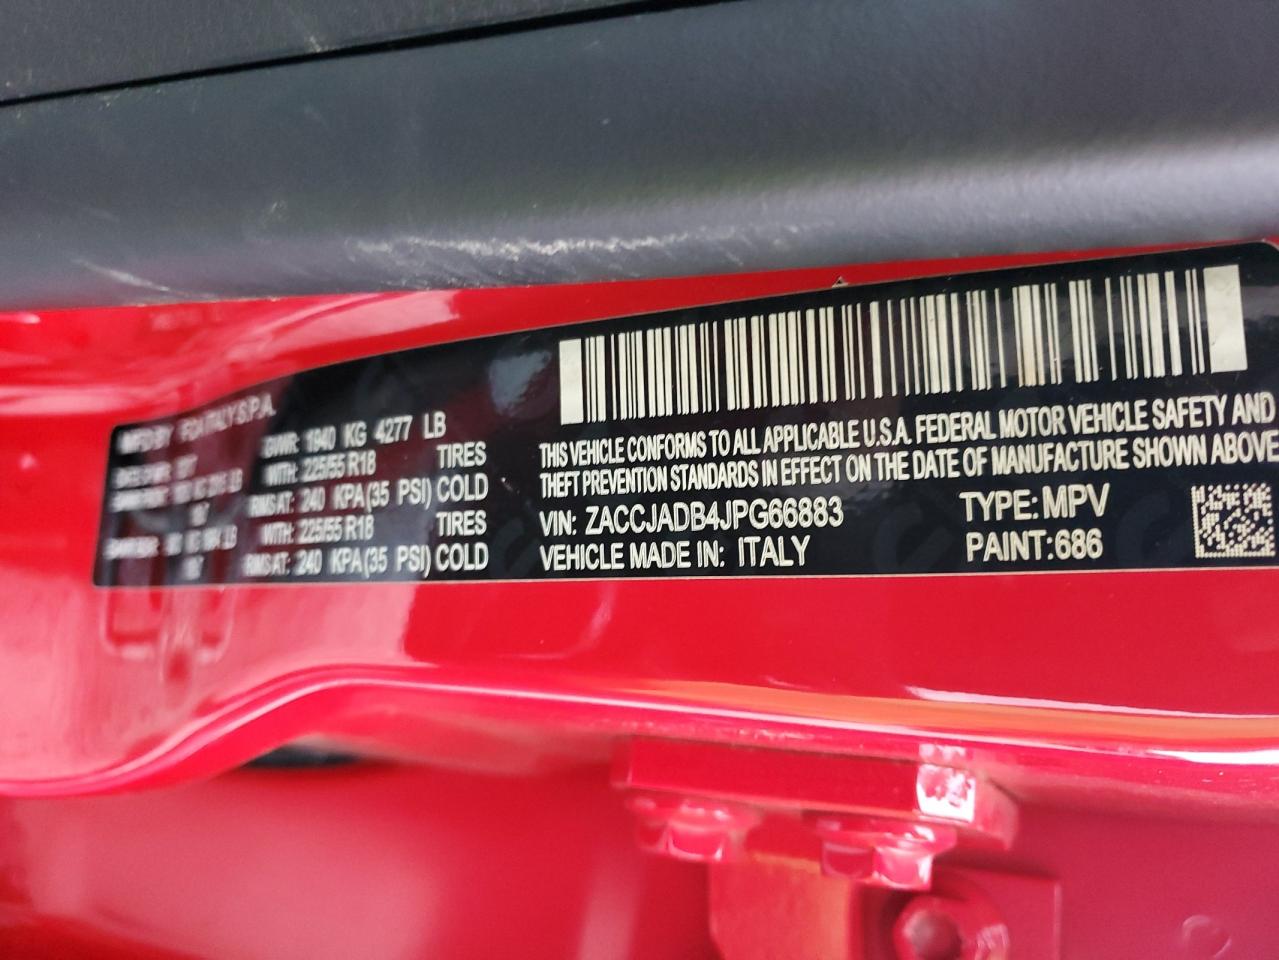 MFD BY FCA ITALY S.P.A.
GVWR: 1940 KG 4277 LB
WITH: 225/55 R18 TIRES
RIMS AT: 240 KPA (35 PSI) COLD
WITH: 225/55 R18 TIRES
RIMS AT: 240 KPA (35 PSI) COLD
THIS VEHICLE CONFORMS TO ALL APPLICABLE U.S.A. FEDERAL MOTOR VEHICLE SAFETY AND
THEFT PREVENTION STANDARDS IN EFFECT ON THE DATE OF MANUFACTURE SHOWN ABOVE
VIN: ZACCJADB4JPG66883 TYPE: MPV
VEHICLE MADE IN: ITALY PAINT:686